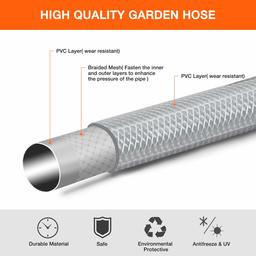 HIGH QUALITY GARDEN HOSE
PVC Layer( wear resistant)
Braided Mesh( Fasten the inner
and outer layers to enhance
the pressure of the pipe )
PVC Layer( wear resistant)
Durable Material
Safe
Environmental
Protective
Antifreeze & UV